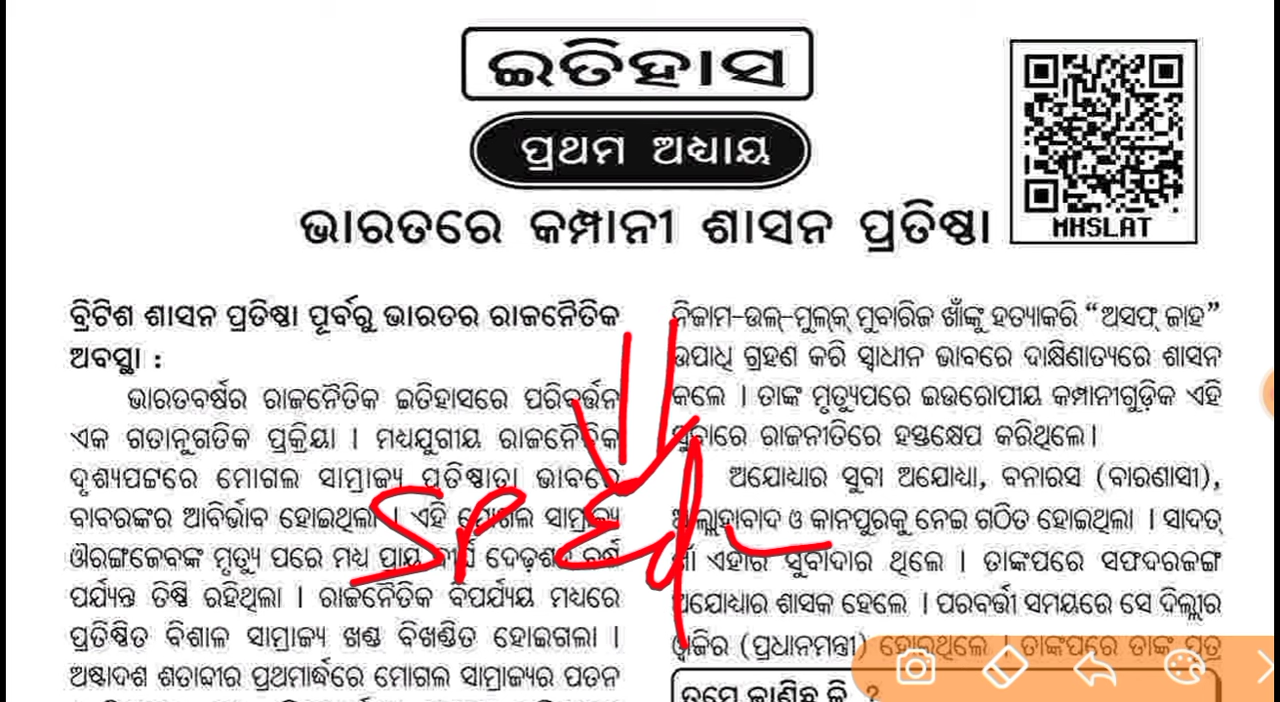 ଇତିହାସ
ପ୍ରଥମ ଅଧ୍ୟାୟ
ଭାରତରେ କମ୍ପାନୀ ଶାସନ ପ୍ରତିଷ୍ଠା
MHSLAT
ବ୍ରିଟିଶ ଶାସନ ପ୍ରତିଷ୍ଠା ପୂର୍ବରୁ ଭାରତର ରାଜନୈତିକ
ଅବସ୍ଥା :
ଭାରତବର୍ଷର ରାଜନୈତିକ ଇତିହାସରେ ପରିବର୍ତ୍ତନ
ଏକ ଗତାନୁଗତିକ ପ୍ରକ୍ରିୟା । ମଧ୍ୟଯୁଗୀୟ ରାଜନୈତିକ
ଦୃଶ୍ୟପଟ୍ଟରେ ମୋଗଲ ସାମ୍ରାଜ୍ୟ ପ୍ରତିଷ୍ଠାତା ଭାବରେ
ବାବରଙ୍କର ଆବିର୍ଭାବ ହୋଇଥିଲା । ଏହି ମୋଗଲ ସାମ୍ରାଜ୍ୟ
ଔରଙ୍ଗଜେବଙ୍କ ମୃତ୍ୟୁ ପରେ ମଧ୍ୟ ପ୍ରାୟ ଦେଢ଼ଶହ ବର୍ଷ
ପର୍ଯ୍ୟନ୍ତ ତିଷ୍ଠି ରହିଥିଲା । ରାଜନୈତିକ ବିପର୍ଯ୍ୟୟ ମଧ୍ୟରେ
ପ୍ରତିଷ୍ଠିତ ବିଶାଳ ସାମ୍ରାଜ୍ୟ ଖଣ୍ଡ ବିଖଣ୍ଡିତ ହୋଇଗଲା ।
ଅଷ୍ଟାଦଶ ଶତାବ୍ଦୀର ପ୍ରଥମାର୍ଦ୍ଧରେ ମୋଗଲ ସାମ୍ରାଜ୍ୟର ପତନ
ନିଜାମ-ଉଲ୍-ମୁଲକ୍ ମୁବାରିଜ ଖାଁଙ୍କୁ ହତ୍ୟାକରି “ଅସଫ୍ ଜାହ”
ଉପାଧି ଗ୍ରହଣ କରି ସ୍ୱାଧୀନ ଭାବରେ ଦାକ୍ଷିଣାତ୍ୟରେ ଶାସନ
କଲେ । ତାଙ୍କ ମୃତ୍ୟୁପରେ ଇଉରୋପୀୟ କମ୍ପାନୀଗୁଡ଼ିକ ଏହି
ସୁବାରେ ରାଜନୀତିରେ ହସ୍ତକ୍ଷେପ କରିଥିଲେ।
ଅଯୋଧ୍ୟାର ସୁବା ଅଯୋଧ୍ୟା, ବନାରସ (ବାରଣାସୀ),
ଆଲ୍ଲାହାବାଦ ଓ କାନପୁରକୁ ନେଇ ଗଠିତ ହୋଇଥିଲା । ସାଦତ୍
ଖାଁ ଏହାର ସୁବାଦାର ଥିଲେ । ତାଙ୍କପରେ ସଫଦରଜଙ୍ଗ
ଅଯୋଧ୍ୟାର ଶାସକ ହେଲେ । ପରବର୍ତ୍ତୀ ସମୟରେ ସେ ଦିଲ୍ଲୀର
ଓ୍ୱାଜିର (ପ୍ରଧାନମନ୍ତ୍ରୀ) ହୋଇଥିଲେ । ତାଙ୍କପରେ ତାଙ୍କ ପୁତ୍ର
ତୁମେ ଜାଣିଛ କି ?